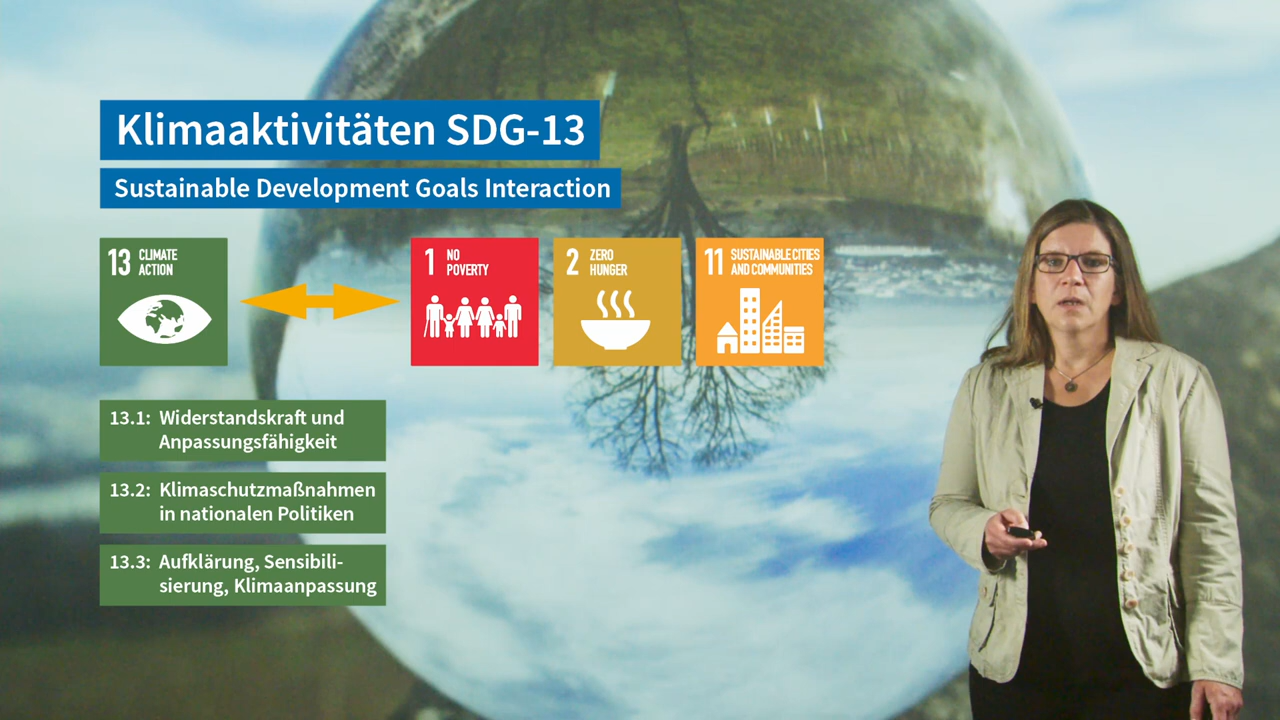 Klimaaktivitäten SDG-13
Sustainable Development Goals Interaction
13 CLIMATE
ACTION
1 NO
POVERTY
2 ZERO
HUNGER
11 SUSTAINABLE CITIES
AND COMMUNITIES
13.1: Widerstandskraft und
Anpassungsfähigkeit
13.2: Klimaschutzmaßnahmen
in nationalen Politiken
13.3: Aufklärung, Sensibili-
sierung, Klimaanpassung